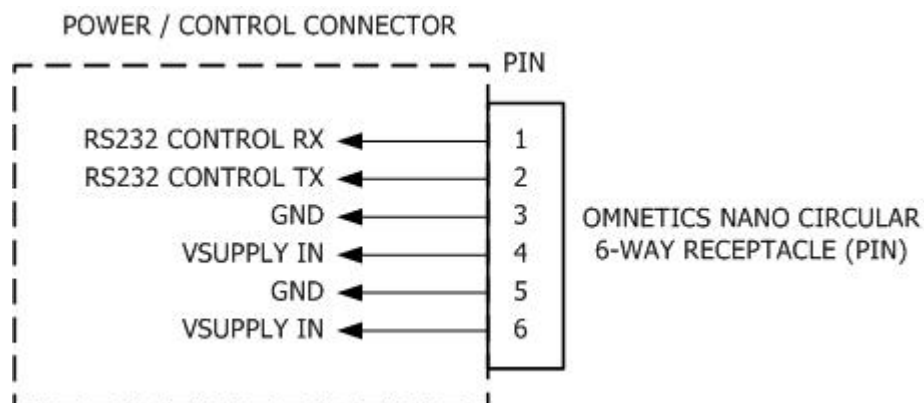 POWER / CONTROL CONNECTOR
PIN
RS232 CONTROL RX 1
RS232 CONTROL TX 2
GND 3
VSUPPLY IN 4
GND 5
VSUPPLY IN 6
OMNETICS NANO CIRCULAR
6-WAY RECEPTACLE (PIN)